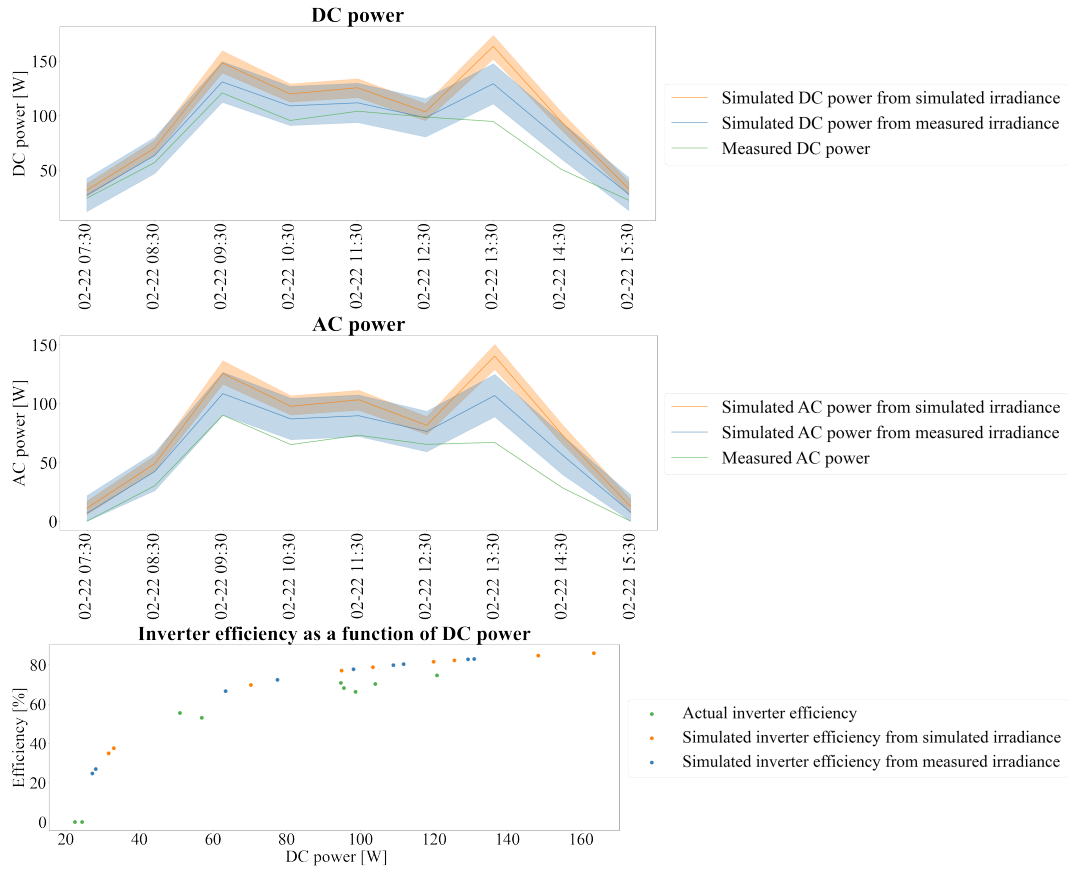 DC power
DC power [W]
150
100
50
02-22 07:30
02-22 08:30
02-22 09:30
02-22 10:30
02-22 11:30
02-22 12:30
02-22 13:30
02-22 14:30
02-22 15:30
Simulated DC power from simulated irradiance
Simulated DC power from measured irradiance
Measured DC power
AC power
AC power [W]
150
100
50
0
02-22 07:30
02-22 08:30
02-22 09:30
02-22 10:30
02-22 11:30
02-22 12:30
02-22 13:30
02-22 14:30
02-22 15:30
Simulated AC power from simulated irradiance
Simulated AC power from measured irradiance
Measured AC power
Inverter efficiency as a function of DC power
Efficiency [%]
80
60
40
20
0
20 40 60 80 100 120 140 160
DC power [W]
Actual inverter efficiency
Simulated inverter efficiency from simulated irradiance
Simulated inverter efficiency from measured irradiance